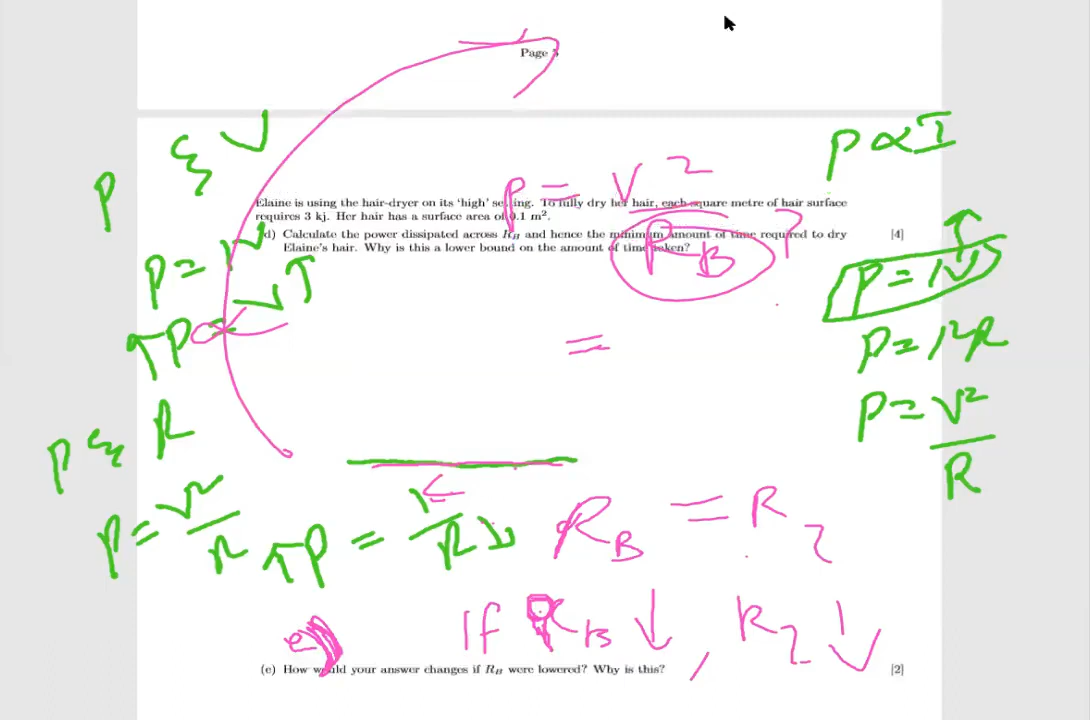 Page
P ξ V
P ∝ I
P = V²
Elaine is using the hair-dryer on its 'high' setting. To fully dry her hair, each square metre of hair surface
requires 3 kj. Her hair has a surface area of 0.1 m².
(d) Calculate the power dissipated across R_B and hence the minimum amount of time required to dry [4]
Elaine's hair. Why is this a lower bound on the amount of time taken?
R_B ?
P = IV
P = IV
↑P = V↑
P = I²R
P = V²
R
P ξ R
P = V²
R
↑P = V
R ↓
R_B = R_2
e)
If R_B ↓, R_2 ↓
(e) How would your answer changes if R_B were lowered? Why is this? [2]